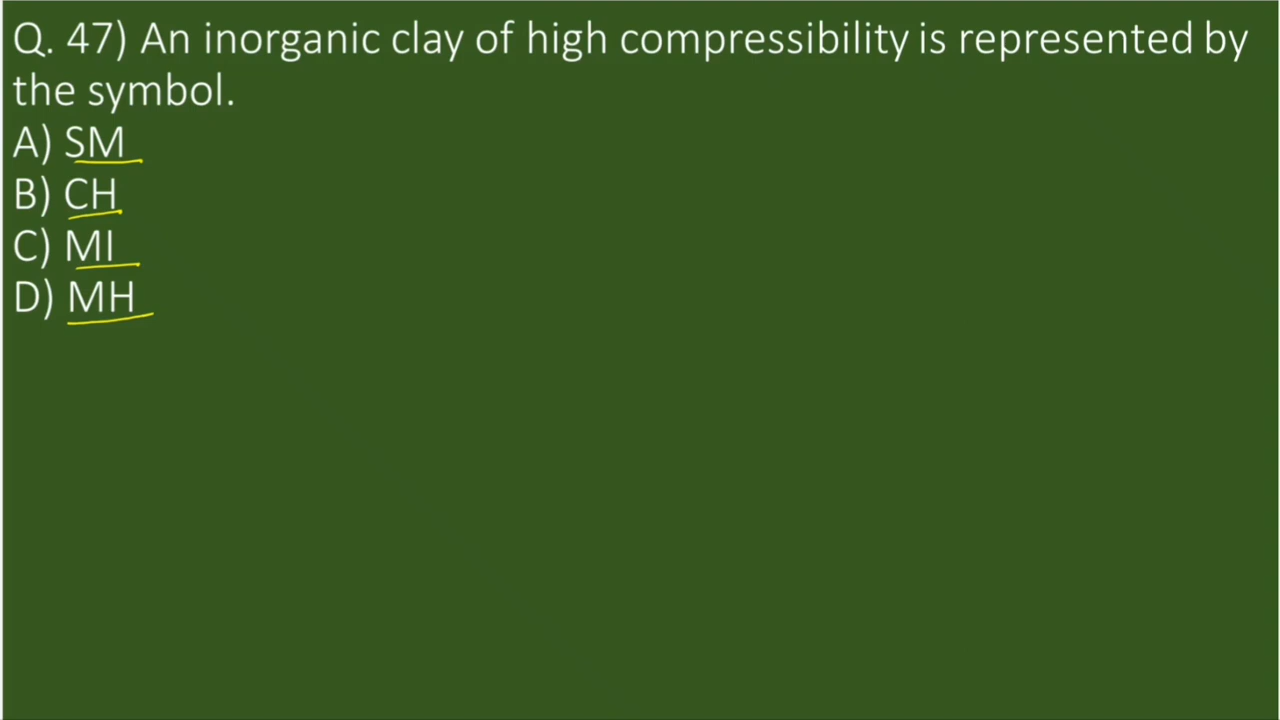 Q. 47) An inorganic clay of high compressibility is represented by
the symbol.
A) SM
B) CH
C) MI
D) MH